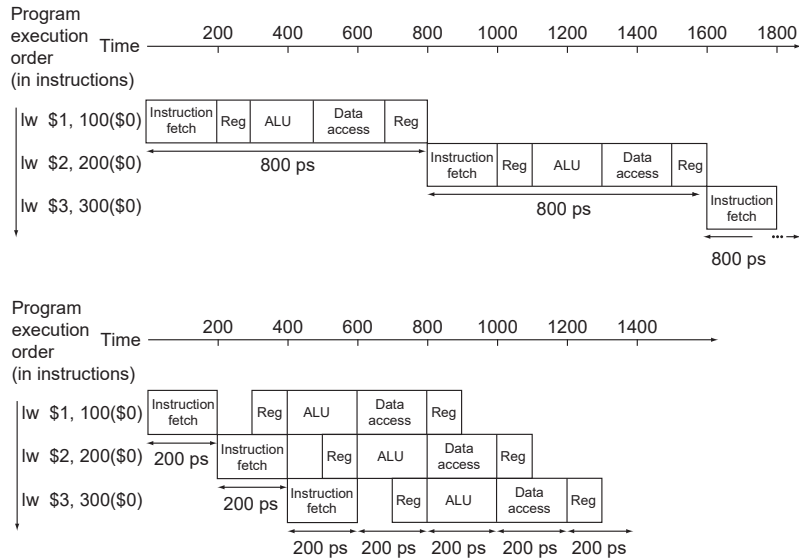 Program
execution
order
(in instructions)
Time
200 400 600 800 1000 1200 1400 1600 1800
lw $1, 100($0)
Instruction
fetch
Reg
ALU
Data
access
Reg
800 ps
lw $2, 200($0)
Instruction
fetch
Reg
ALU
Data
access
Reg
800 ps
lw $3, 300($0)
Instruction
fetch
...
800 ps
Program
execution
order
(in instructions)
Time
200 400 600 800 1000 1200 1400
lw $1, 100($0)
Instruction
fetch
Reg
ALU
Data
access
Reg
200 ps
lw $2, 200($0)
Instruction
fetch
Reg
ALU
Data
access
Reg
200 ps
lw $3, 300($0)
Instruction
fetch
Reg
ALU
Data
access
Reg
200 ps 200 ps 200 ps 200 ps 200 ps